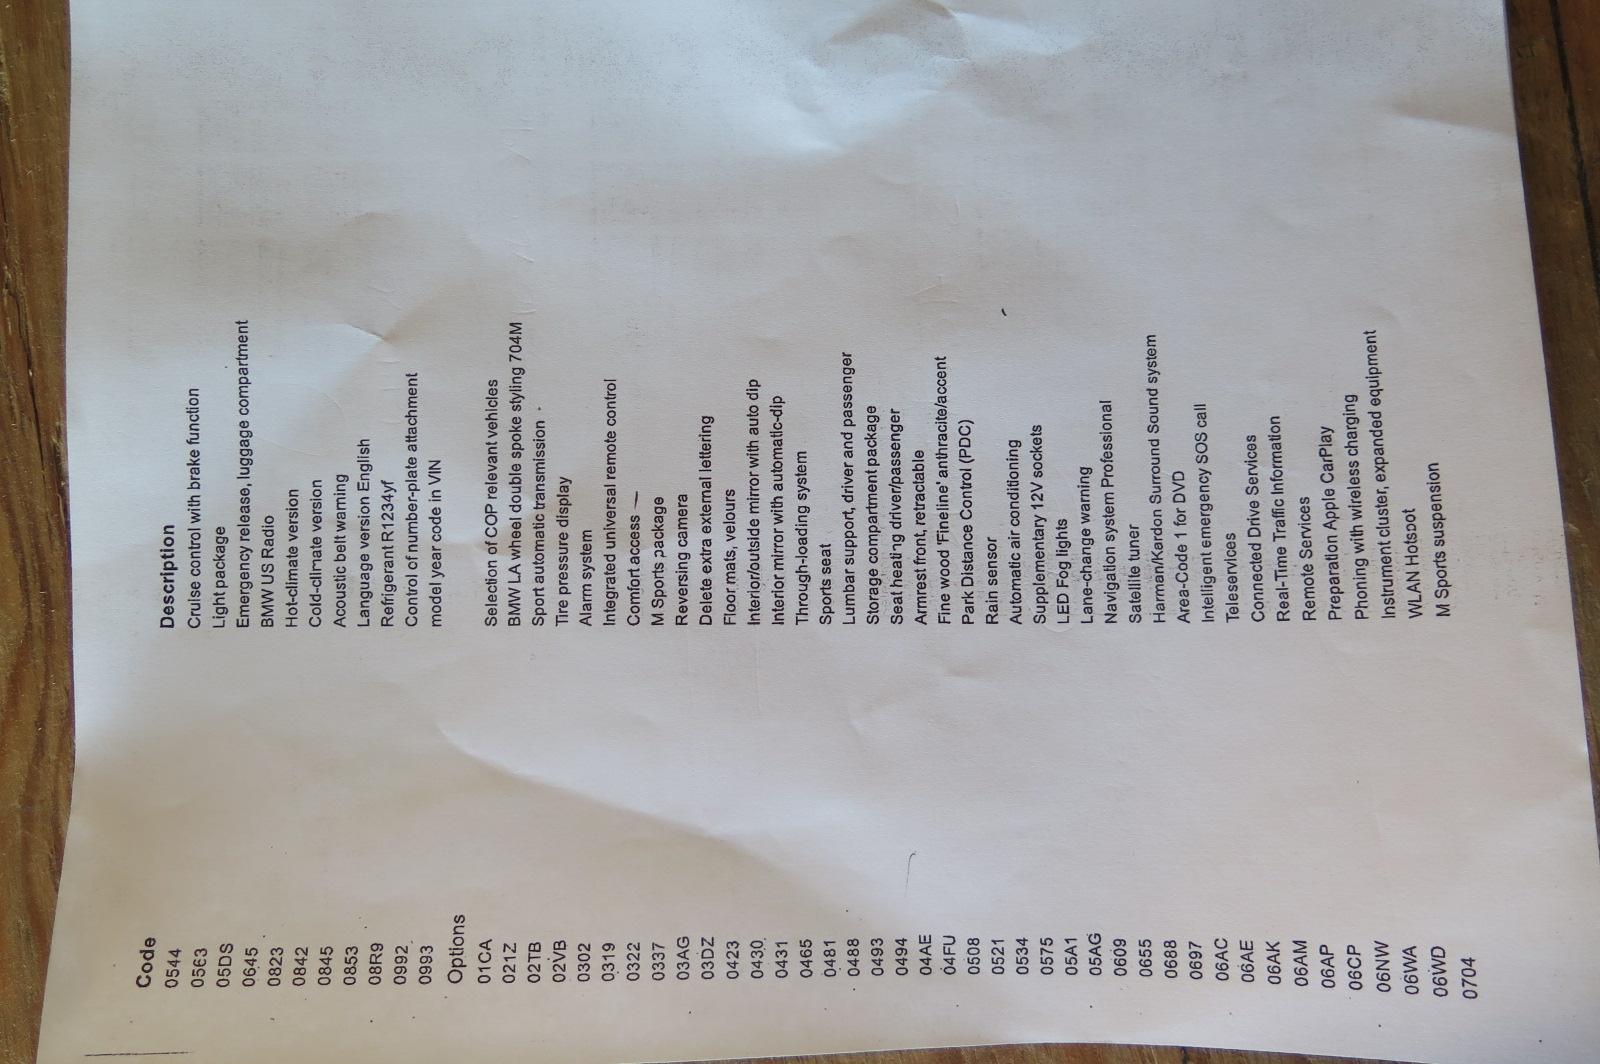 Code Description
0544 Cruise control with brake function
0563 Light package
05DS Emergency release, luggage compartment
0645 BMW US Radio
0823 Hot-climate version
0842 Cold-climate version
0845 Acoustic belt warning
0853 Language version English
08R9 Refrigerant R1234yf
0992 Control of number-plate attachment
0993 model year code in VIN
Options
01CA Selection of COP relevant vehicles
021Z BMW LA wheel double spoke styling 704M
02TB Sport automatic transmission
02VB Tire pressure display
0302 Alarm system
0319 Integrated universal remote control
0322 Comfort access
0337 M Sports package
03AG Reversing camera
03DZ Delete extra external lettering
0423 Floor mats, velours
0430 Interior/outside mirror with auto dip
0431 Interior mirror with automatic-dip
0465 Through-loading system
0481 Sports seat
0488 Lumbar support, driver and passenger
0493 Storage compartment package
0494 Seat heating driver/passenger
04AE Armrest front, retractable
04FU Fine wood 'Fineline' anthracite/accent
0508 Park Distance Control (PDC)
0521 Rain sensor
0534 Automatic air conditioning
0575 Supplementary 12V sockets
05A1 LED Fog lights
05AG Lane-change warning
0609 Navigation system Professional
0655 Satellite tuner
0688 Harman/Kardon Surround Sound system
0697 Area-Code 1 for DVD
06AC Intelligent emergency SOS call
06AE Teleservices
06AK Connected Drive Services
06AM Real-Time Traffic Information
06AP Remote Services
06CP Preparation Apple CarPlay
06NW Phoning with wireless charging
06WA Instrument cluster, expanded equipment
06WD WLAN Hotspot
0704 M Sports suspension